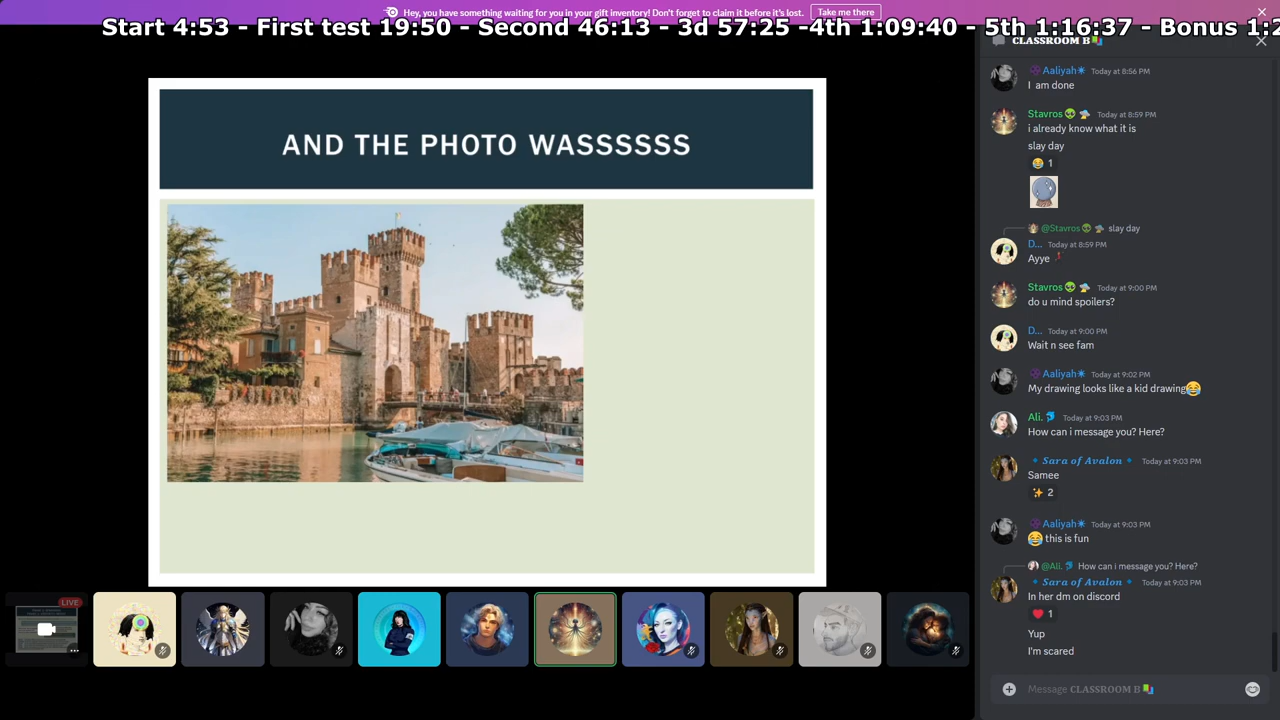 Hey, you have something waiting for you in your gift inventory! Don't forget to claim it before it's lost. Take me there
Start 4:53 - First test 19:50 - Second 46:13 - 3d 57:25 -4th 1:09:40 - 5th 1:16:37 - Bonus 1:2
CLASSROOM B
AND THE PHOTO WASSSSSS
LIVE
Aaliyah Today at 8:56 PM
I am done
Stavros Today at 8:59 PM
i already know what it is
slay day
1
@Stavros slay day
D... Today at 8:59 PM
Ayye
Stavros Today at 9:00 PM
do u mind spoilers?
D... Today at 9:00 PM
Wait n see fam
Aaliyah Today at 9:02 PM
My drawing looks like a kid drawing
Ali. Today at 9:03 PM
How can i message you? Here?
Sara of Avalon Today at 9:03 PM
Samee
2
Aaliyah Today at 9:03 PM
this is fun
@Ali. How can i message you? Here?
Sara of Avalon Today at 9:03 PM
In her dm on discord
1
Yup
I'm scared
Message CLASSROOM B